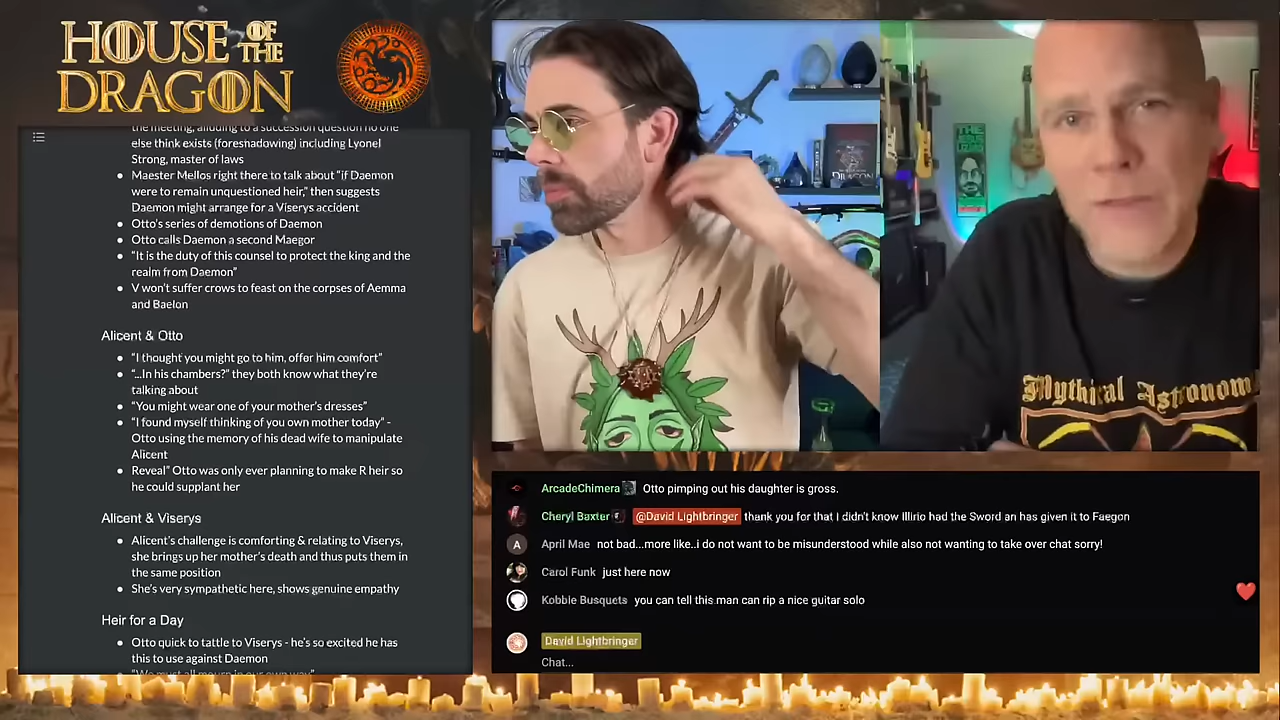 HOUSE OF THE
DRAGON
the meeting, alluding to a succession question no one
else think exists (foreshadowing) including Lyonel
Strong, master of laws
Maester Mellos right there to talk about "if Daemon
were to remain unquestioned heir," then suggests
Daemon might arrange for a Viserys accident
Otto's series of demotions of Daemon
Otto calls Daemon a second Maegor
"It is the duty of this counsel to protect the king and the
realm from Daemon"
V won't suffer crows to feast on the corpses of Aemma
and Baelon
Alicent & Otto
"I thought you might go to him, offer him comfort"
"...In his chambers?" they both know what they're
talking about
"You might wear one of your mother's dresses"
"I found myself thinking of you own mother today" -
Otto using the memory of his dead wife to manipulate
Alicent
Reveal" Otto was only ever planning to make R heir so
he could supplant her
Alicent & Viserys
Alicent's challenge is comforting & relating to Viserys,
she brings up her mother's death and thus puts them in
the same position
She's very sympathetic here, shows genuine empathy
Heir for a Day
Otto quick to tattle to Viserys - he's so excited he has
this to use against Daemon
"We must all mourn in our own way"
DRAGON
Mythical Astronom
ArcadeChimera Otto pimping out his daughter is gross.
Cheryl Baxter @David Lightbringer thank you for that I didn't know Illirio had the Sword an has given it to Faegon
A April Mae not bad...more like..i do not want to be misunderstood while also not wanting to take over chat sorry!
Carol Funk just here now
Kobble Busquets you can tell this man can rip a nice guitar solo
David Lightbringer
Chat...